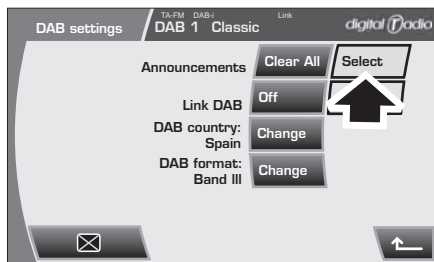 DAB settings
TA-FM DAB-i Link
DAB 1 Classic
digital radio
Announcements Clear All Select
Link DAB Off
DAB country: Spain Change
DAB format: Band III Change